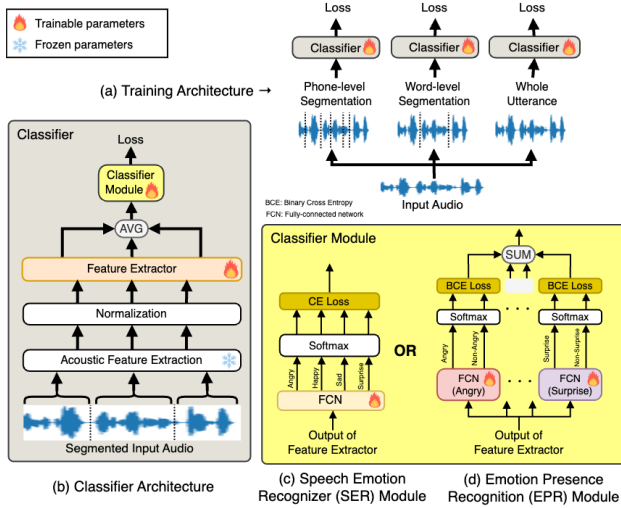 Trainable parameters
Frozen parameters
Loss
Loss
Loss
Classifier
Classifier
Classifier
(a) Training Architecture →
Phone-level
Segmentation
Word-level
Segmentation
Whole
Utterance
BCE: Binary Cross Entropy
FCN: Fully-connected network
Input Audio
Classifier
Loss
Classifier
Module
AVG
Feature Extractor
Normalization
Acoustic Feature Extraction
Segmented Input Audio
(b) Classifier Architecture
Classifier Module
CE Loss
Softmax
Angry
Happy
Sad
Surprise
FCN
Output of
Feature Extractor
(c) Speech Emotion
Recognizer (SER) Module
OR
SUM
BCE Loss
. . .
BCE Loss
Softmax
. . .
Softmax
Angry
Non-Angry
Surprise
Non-Surprise
FCN
(Angry)
. . .
FCN
(Surprise)
Output of
Feature Extractor
(d) Emotion Presence
Recognition (EPR) Module